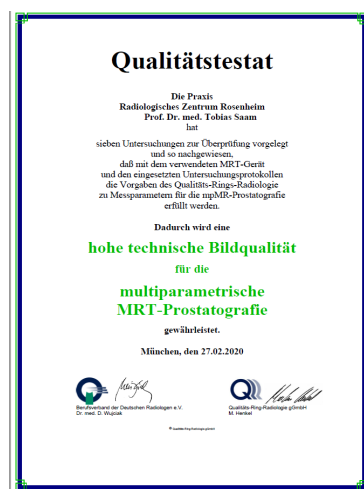 Qualitätstestat
Die Praxis
Radiologisches Zentrum Rosenheim
Prof. Dr. med. Tobias Saam
hat
sieben Untersuchungen zur Überprüfung vorgelegt
und so nachgewiesen,
daß mit dem verwendeten MRT-Gerät
und den eingesetzten Untersuchungsprotokollen
die Vorgaben des Qualitäts-Rings-Radiologie
zu Messparametern für die mpMR-Prostatografie
erfüllt werden.
Dadurch wird eine
hohe technische Bildqualität
für die
multiparametrische
MRT-Prostatografie
gewährleistet.
München, den 27.02.2020
Berufsverband der Deutschen Radiologen e.V.
Dr. med. D. Wujciak
Qualitäts-Ring-Radiologie gGmbH
M. Henkel